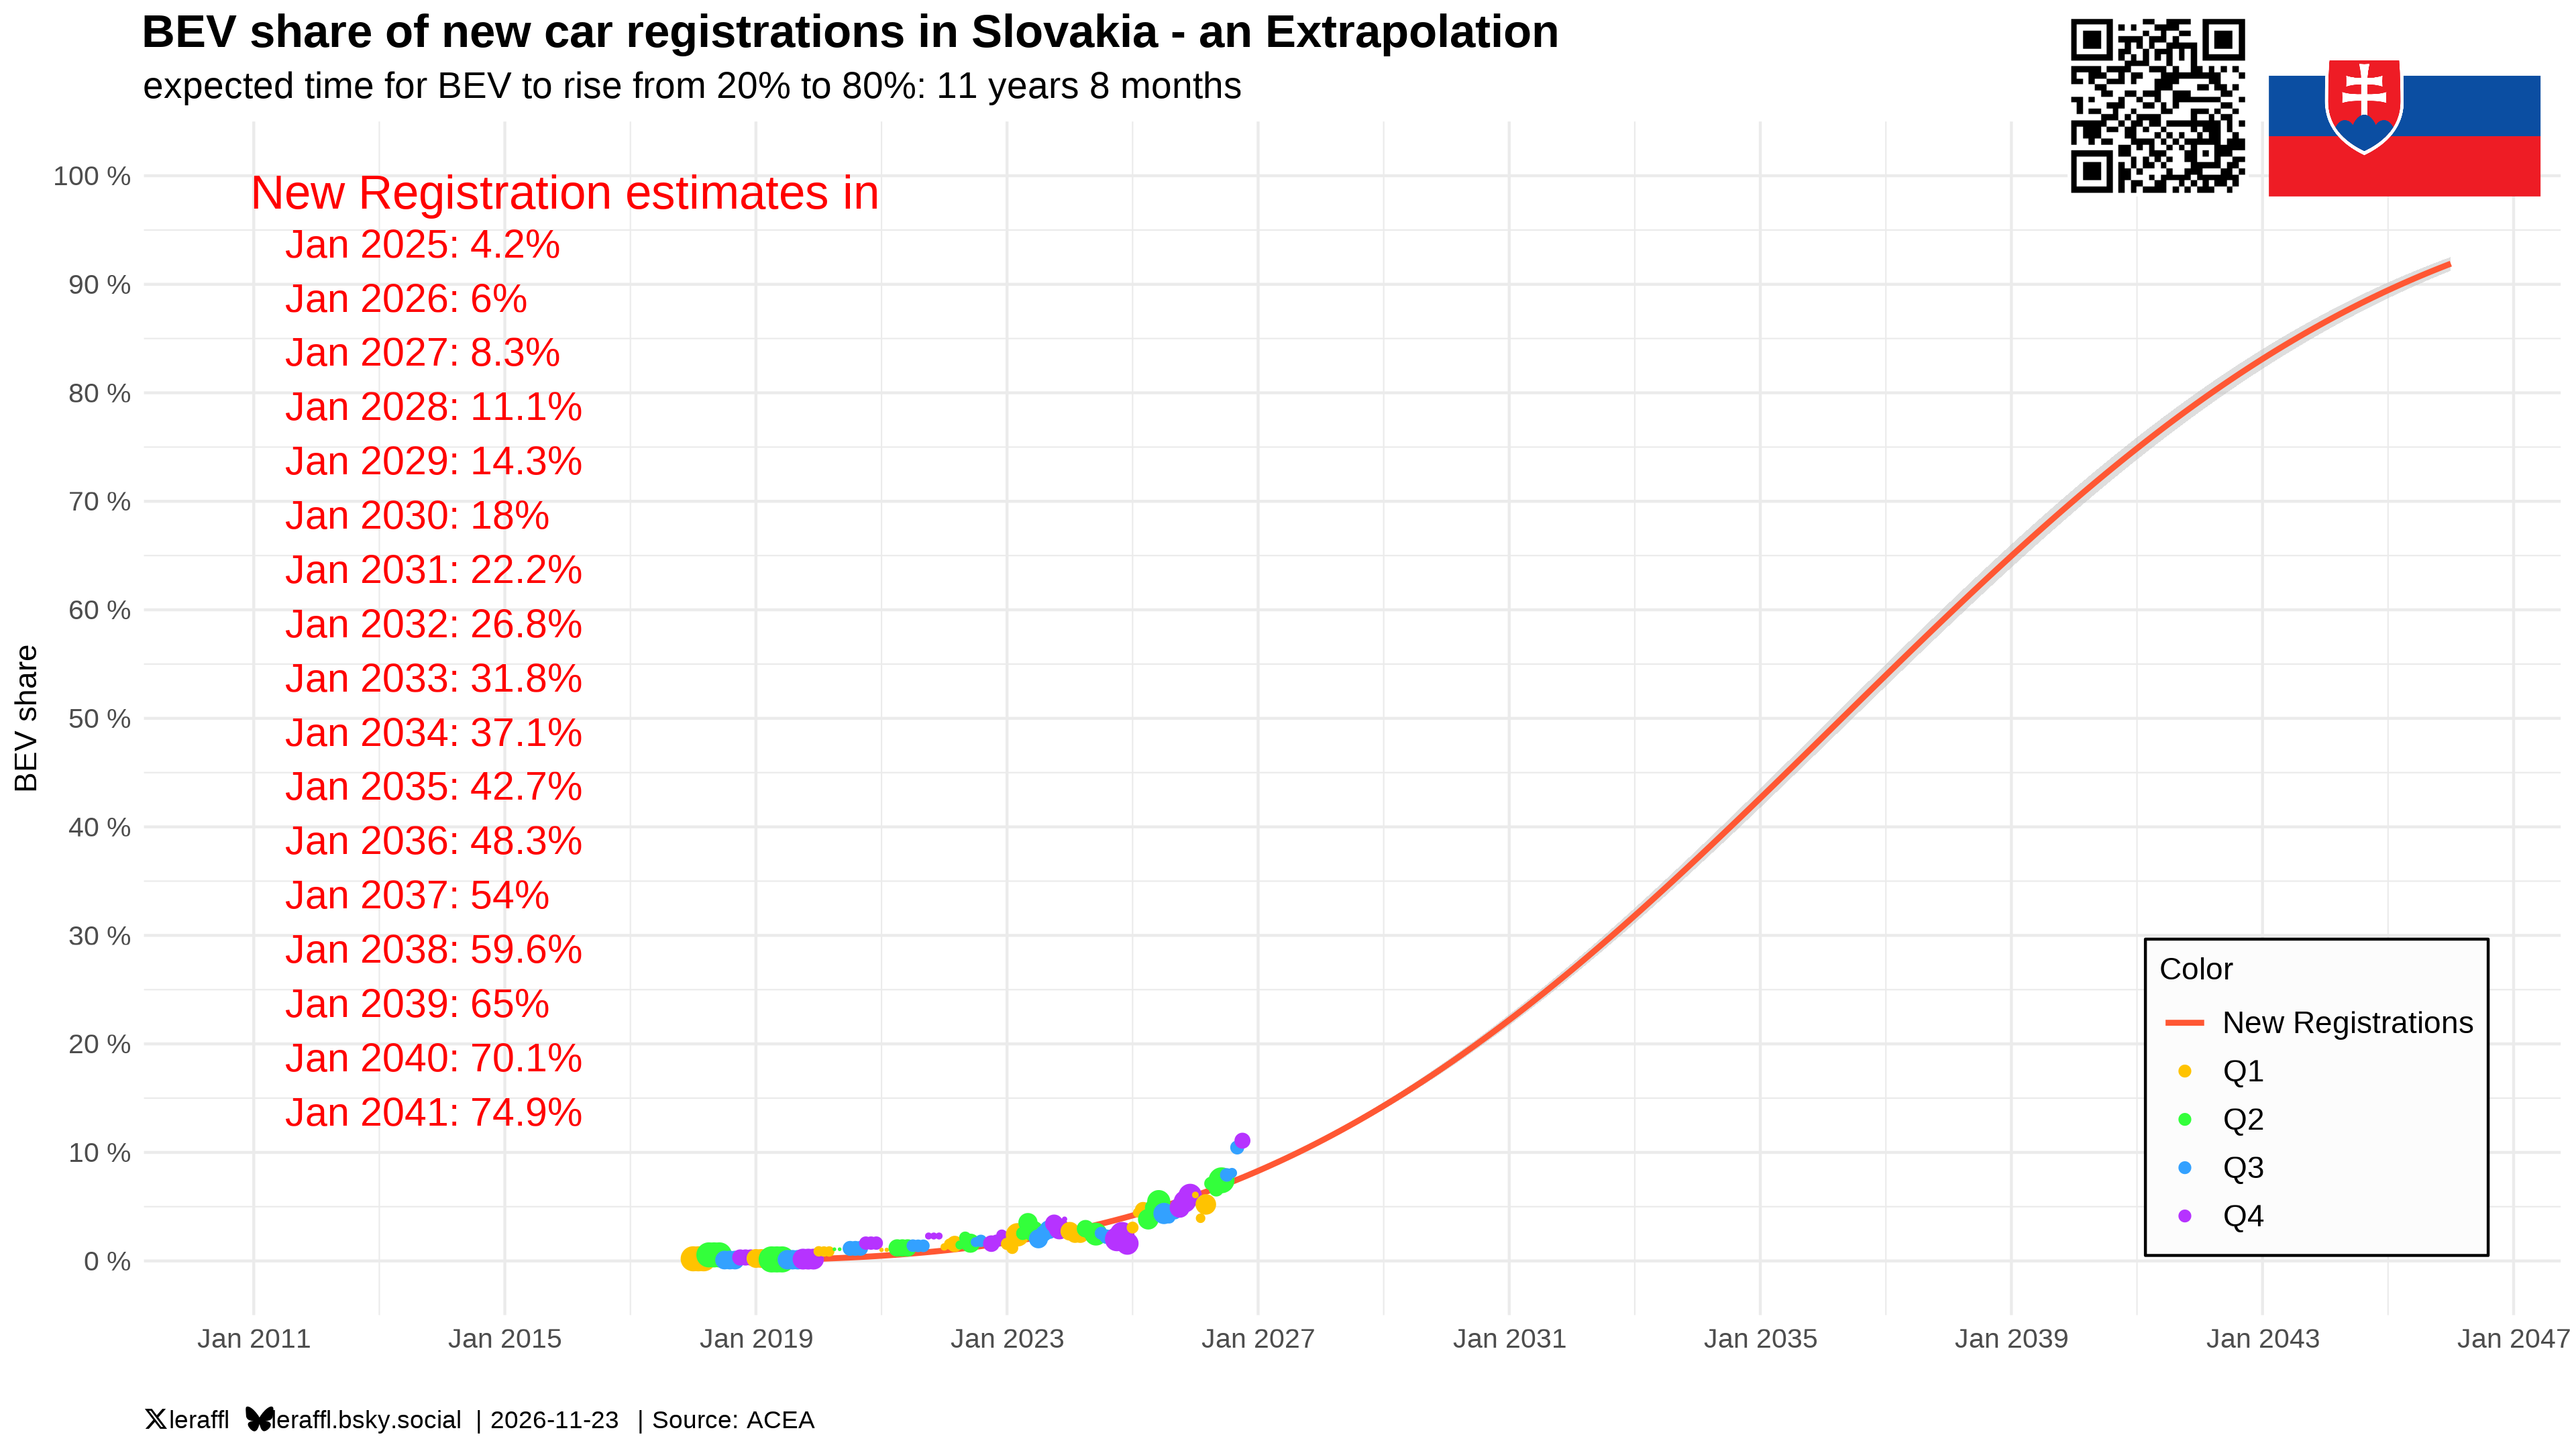 BEV share of new car registrations in Slovakia - an Extrapolation
expected time for BEV to rise from 20% to 80%: 11 years 8 months
New Registration estimates in
Jan 2025: 4.2%
Jan 2026: 6%
Jan 2027: 8.3%
Jan 2028: 11.1%
Jan 2029: 14.3%
Jan 2030: 18%
Jan 2031: 22.2%
Jan 2032: 26.8%
Jan 2033: 31.8%
Jan 2034: 37.1%
Jan 2035: 42.7%
Jan 2036: 48.3%
Jan 2037: 54%
Jan 2038: 59.6%
Jan 2039: 65%
Jan 2040: 70.1%
Jan 2041: 74.9%
BEV share
100 %
90 %
80 %
70 %
60 %
50 %
40 %
30 %
20 %
10 %
0 %
Jan 2011 Jan 2015 Jan 2019 Jan 2023 Jan 2027 Jan 2031 Jan 2035 Jan 2039 Jan 2043 Jan 2047
Color
New Registrations
Q1
Q2
Q3
Q4
leraffl leraffl.bsky.social | 2026-11-23 | Source: ACEA